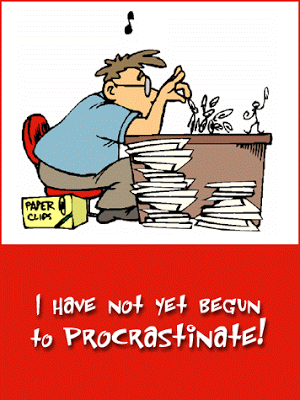 PAPER
CLIPS
I HAVE NOT YET BEGUN
to PROCRAStiNAtE!